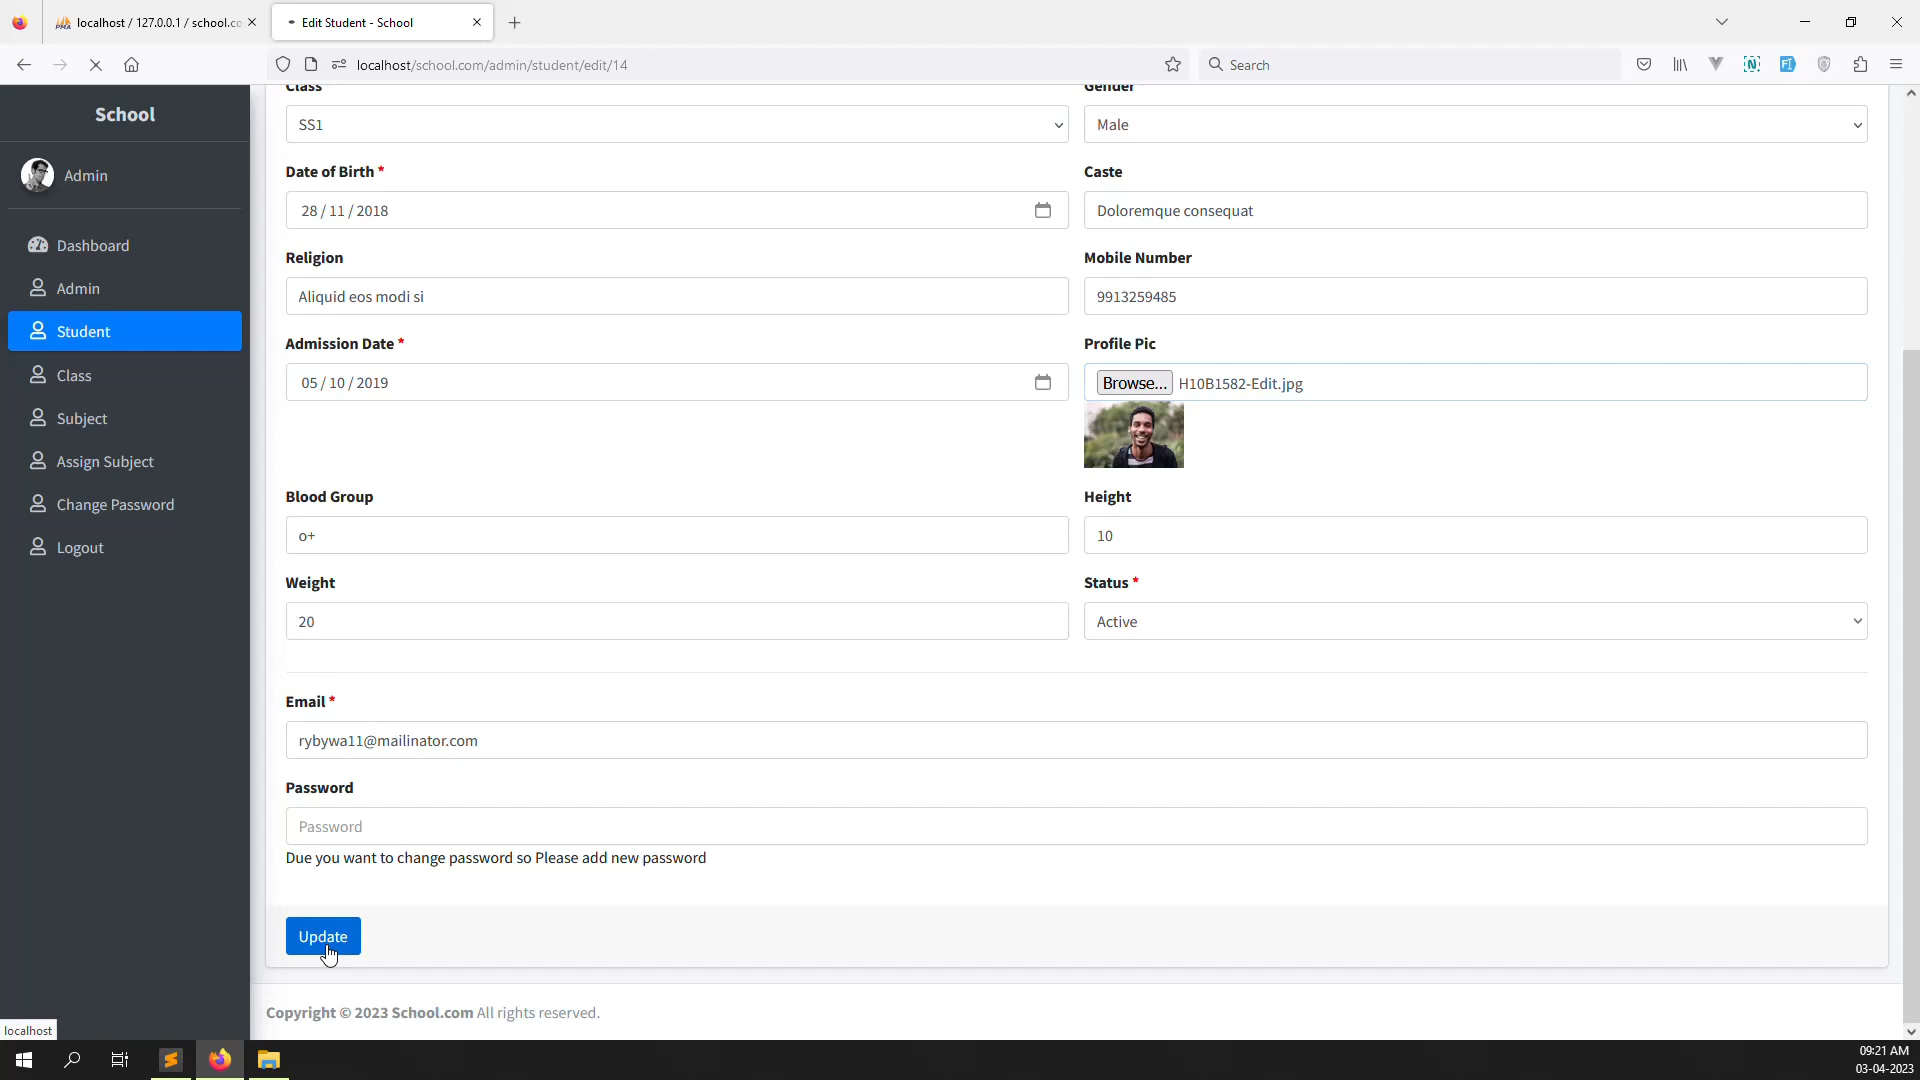 localhost / 127.0.0.1 / school.co
Edit Student - School
localhost/school.com/admin/student/edit/14
Search
School
Admin
Dashboard
Admin
Student
Class
Subject
Assign Subject
Change Password
Logout
Class
Gender
SS1
Male
Date of Birth *
Caste
28 / 11 / 2018
Doloremque consequat
Religion
Mobile Number
Aliquid eos modi si
9913259485
Admission Date *
Profile Pic
05 / 10 / 2019
Browse... H10B1582-Edit.jpg
Blood Group
Height
o+
10
Weight
Status *
20
Active
Email *
rybywa11@mailinator.com
Password
Password
Due you want to change password so Please add new password
Update
Copyright © 2023 School.com All rights reserved.
localhost
09:21 AM
03-04-2023